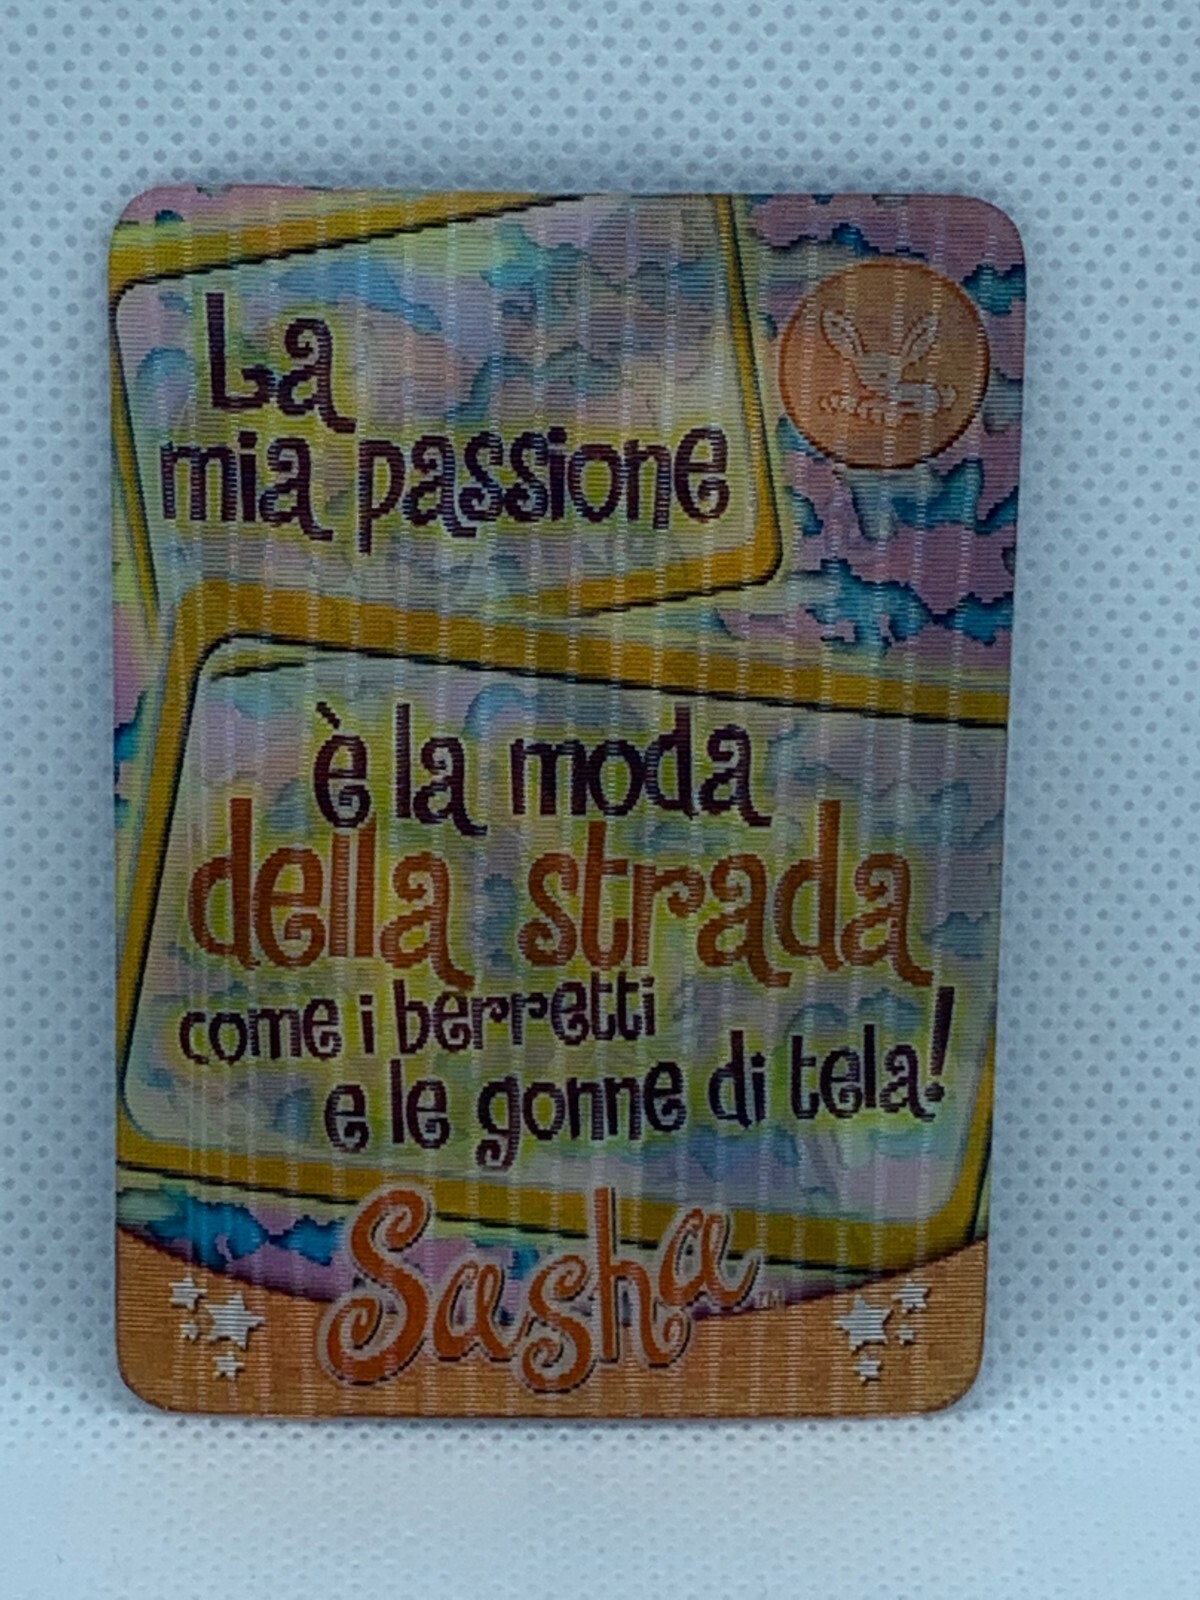 La
mia passione
è la moda
della strada
come i berretti
e le gonne di tela!
Sasha™